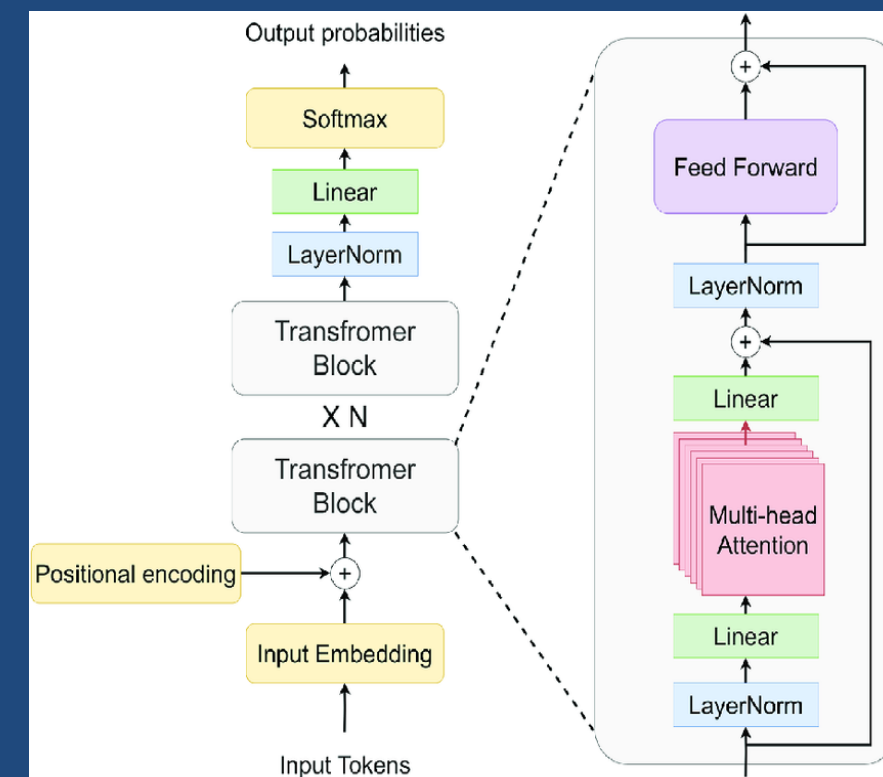 Output probabilities
Softmax
Linear
LayerNorm
Transfromer
Block
X N
Transfromer
Block
Positional encoding
+
Input Embedding
Input Tokens
+
Feed Forward
LayerNorm
+
Linear
Multi-head
Attention
Linear
LayerNorm